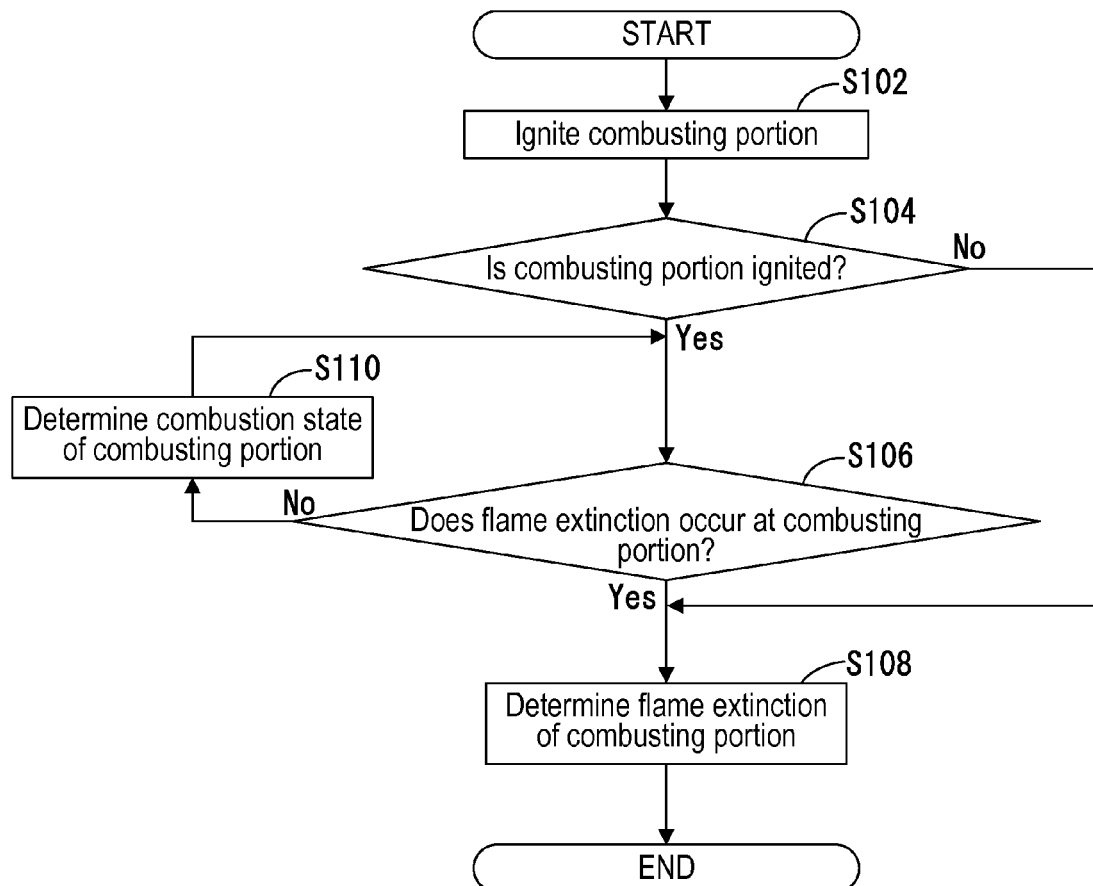 START
S102
Ignite combusting portion
S104
Is combusting portion ignited?
No
Yes
S110
Determine combustion state
of combusting portion
S106
No
Does flame extinction occur at combusting
portion?
Yes
S108
Determine flame extinction
of combusting portion
END